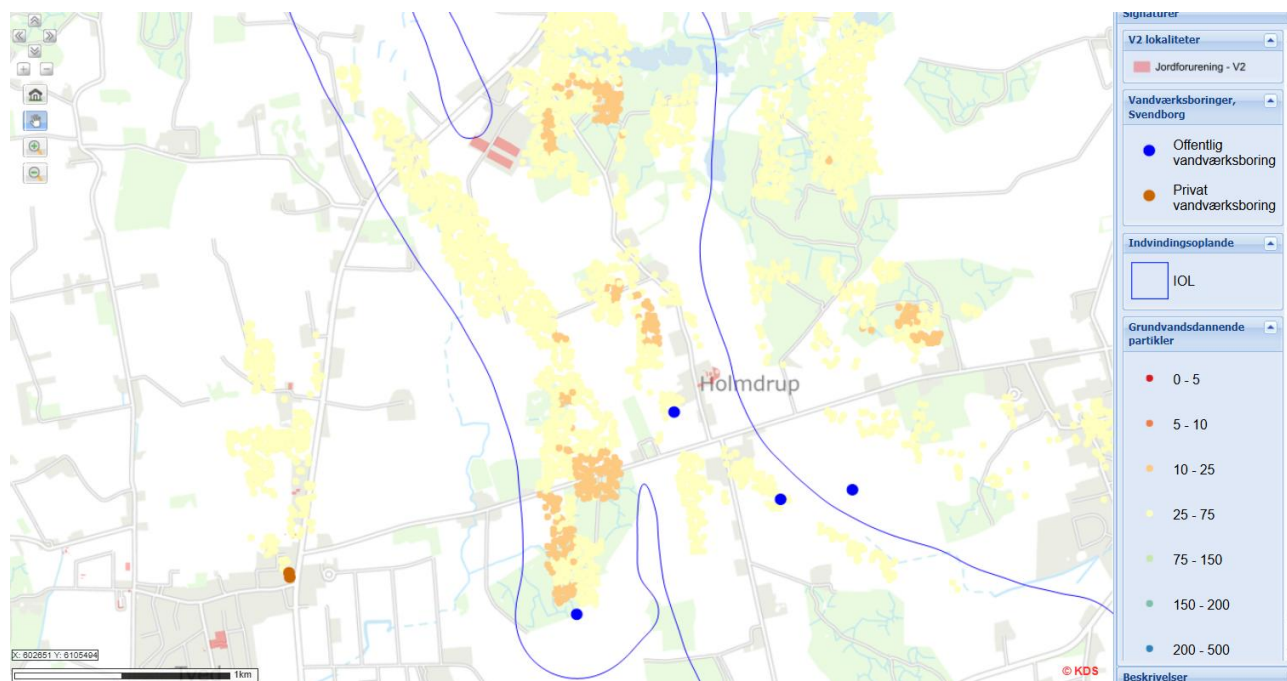 Signaturer
V2 lokaliteter
Jordforurening - V2
Vandværksboringer,
Svendborg
Offentlig
vandværksboring
Privat
vandværksboring
Indvindingsoplande
IOL
Grundvandsdannende
partikler
0 - 5
5 - 10
10 - 25
25 - 75
75 - 150
150 - 200
200 - 500
Beskrivelser
Holmdrup
Tved
X: 602651 Y: 6105494
1km
© KDS